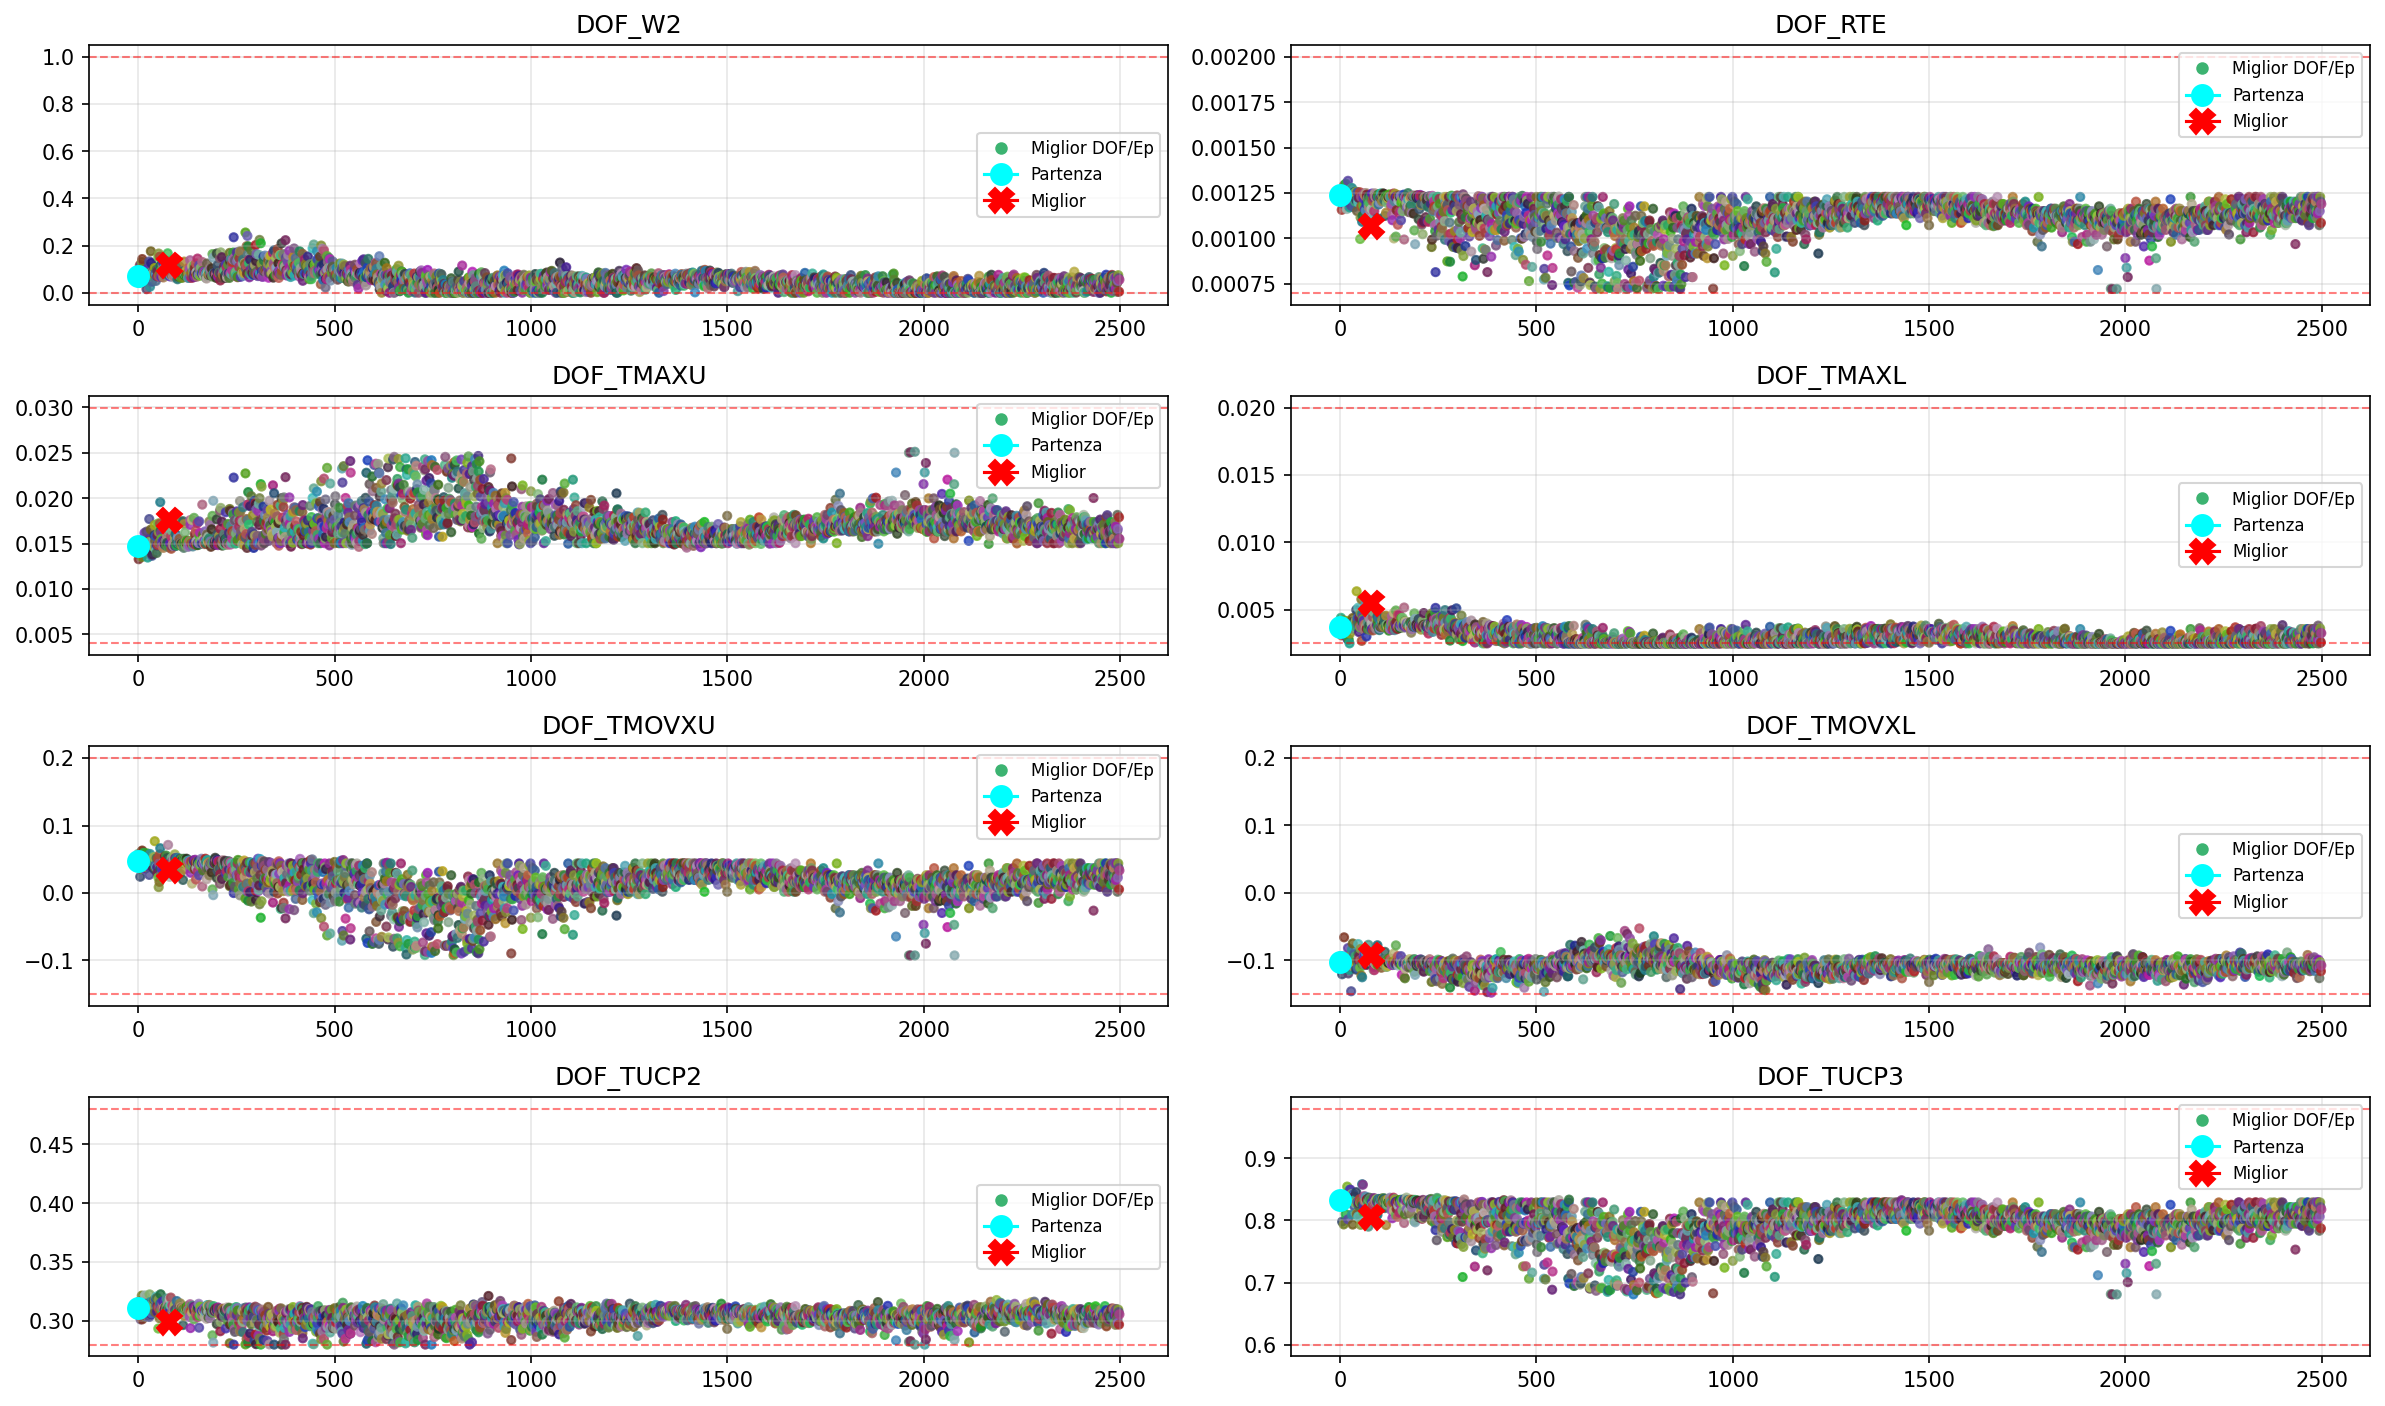 DOF_W2
1.0
0.8
0.6
0.4
0.2
0.0
Miglior DOF/Ep
Partenza
Miglior
0 500 1000 1500 2000 2500
DOF_RTE
0.00200
0.00175
0.00150
0.00125
0.00100
0.00075
Miglior DOF/Ep
Partenza
Miglior
0 500 1000 1500 2000 2500
DOF_TMAXU
0.030
0.025
0.020
0.015
0.010
0.005
Miglior DOF/Ep
Partenza
Miglior
0 500 1000 1500 2000 2500
DOF_TMAXL
0.020
0.015
0.010
0.005
Miglior DOF/Ep
Partenza
Miglior
0 500 1000 1500 2000 2500
DOF_TMOVXU
0.2
0.1
0.0
−0.1
Miglior DOF/Ep
Partenza
Miglior
0 500 1000 1500 2000 2500
DOF_TMOVXL
0.2
0.1
0.0
−0.1
Miglior DOF/Ep
Partenza
Miglior
0 500 1000 1500 2000 2500
DOF_TUCP2
0.45
0.40
0.35
0.30
Miglior DOF/Ep
Partenza
Miglior
0 500 1000 1500 2000 2500
DOF_TUCP3
0.9
0.8
0.7
0.6
Miglior DOF/Ep
Partenza
Miglior
0 500 1000 1500 2000 2500